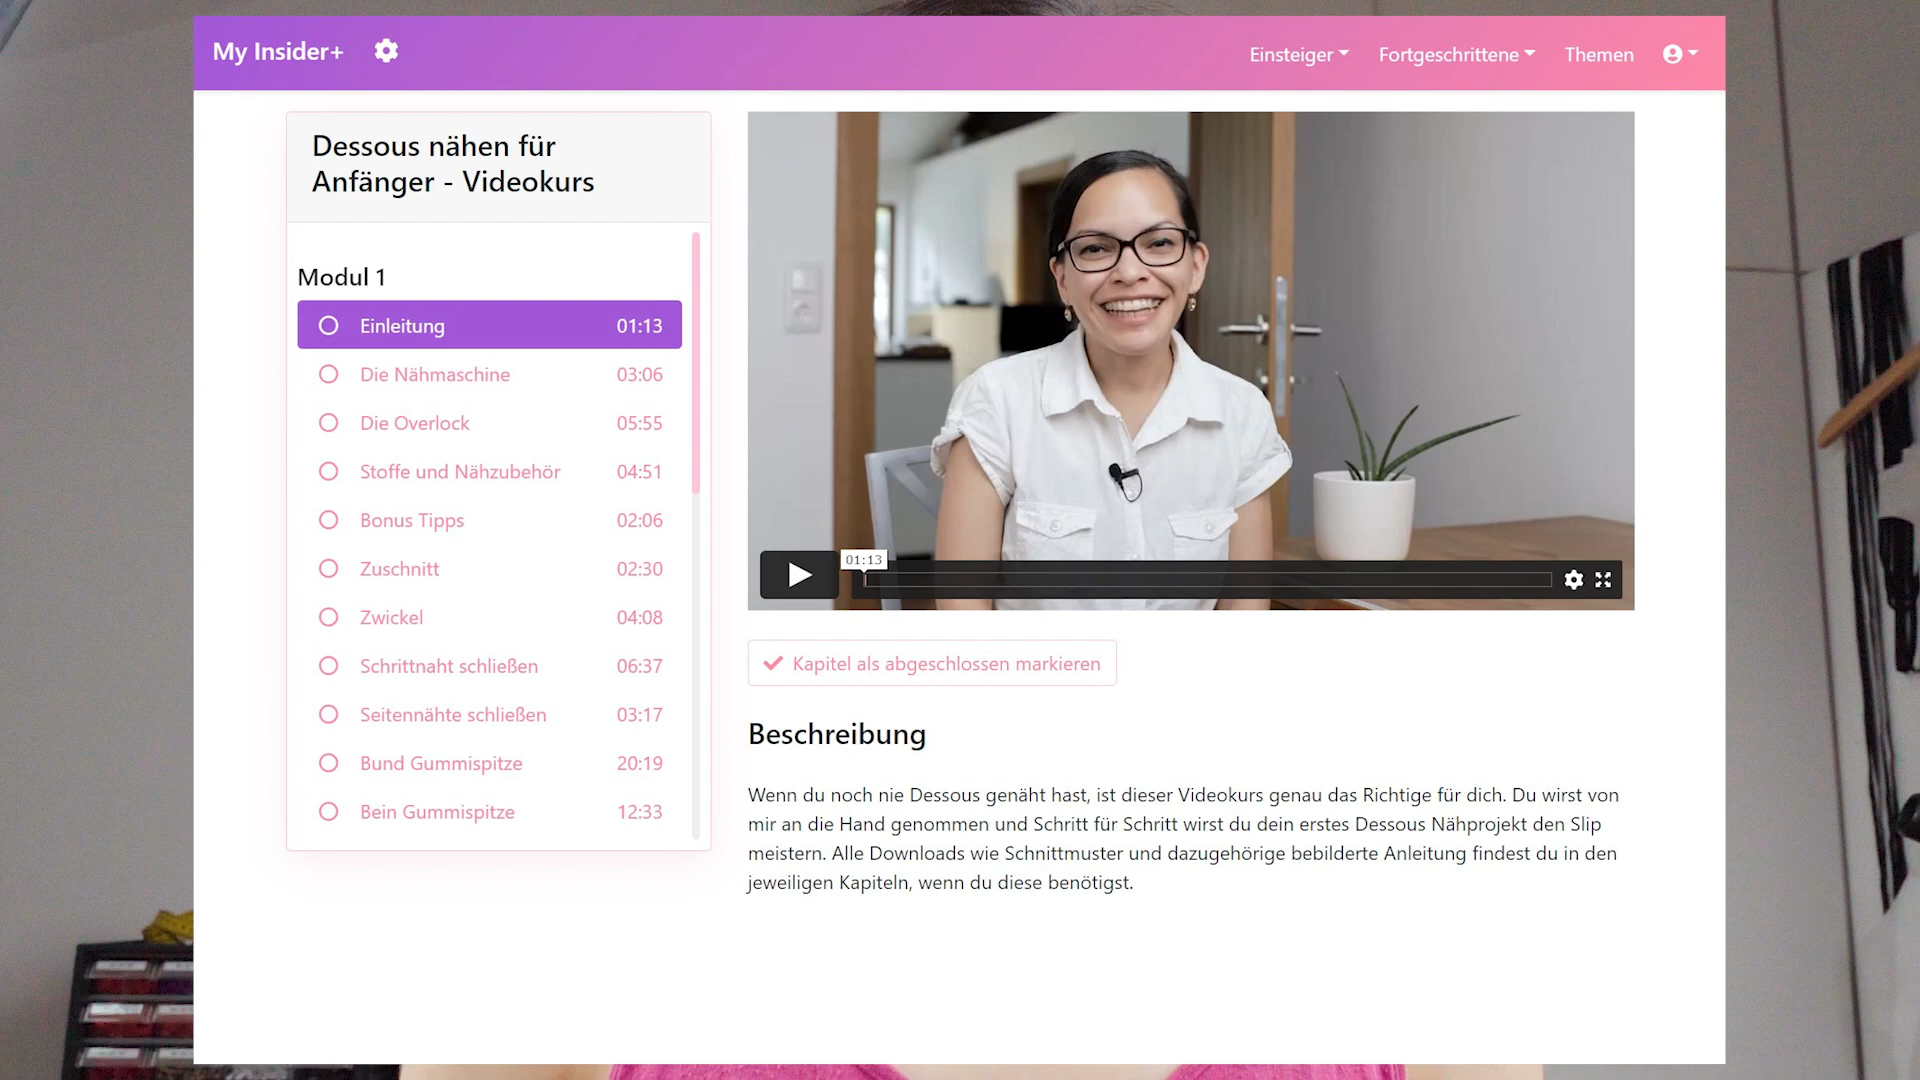 My Insider+
Einsteiger
Fortgeschrittene
Themen
Dessous nähen für
Anfänger - Videokurs
Modul 1
Einleitung 01:13
Die Nähmaschine 03:06
Die Overlock 05:55
Stoffe und Nähzubehör 04:51
Bonus Tipps 02:06
Zuschnitt 02:30
Zwickel 04:08
Schrittnaht schließen 06:37
Seitennähte schließen 03:17
Bund Gummispitze 20:19
Bein Gummispitze 12:33
01:13
Kapitel als abgeschlossen markieren
Beschreibung
Wenn du noch nie Dessous genäht hast, ist dieser Videokurs genau das Richtige für dich. Du wirst von
mir an die Hand genommen und Schritt für Schritt wirst du dein erstes Dessous Nähprojekt den Slip
meistern. Alle Downloads wie Schnittmuster und dazugehörige bebilderte Anleitung findest du in den
jeweiligen Kapiteln, wenn du diese benötigst.